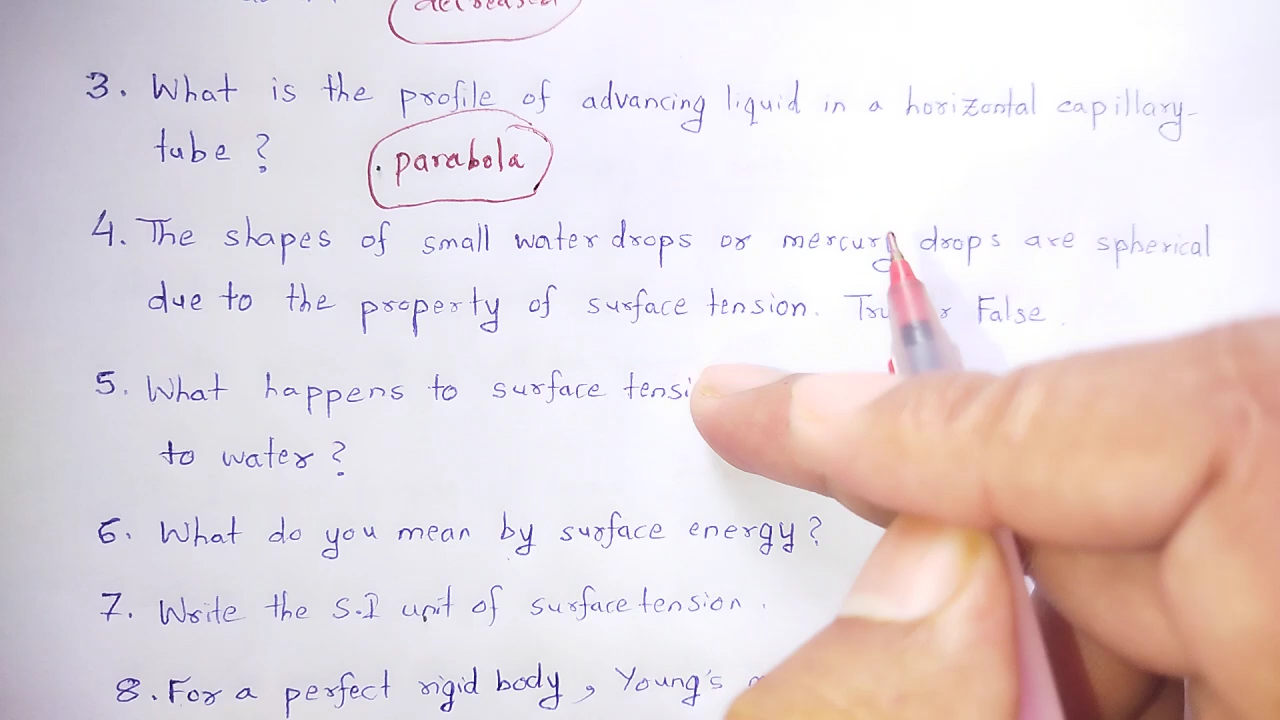 decreased
3. What is the profile of advancing liquid in a horizontal capillary-
tube ? . parabola
4. The shapes of small water drops or mercury drops are spherical
due to the property of surface tension. or False.
5. What happens to surface
to water ?
6. What do you mean by surface energy ?
7. Write the S.I unit of surface tension.
8. For a perfect rigid body, Young's